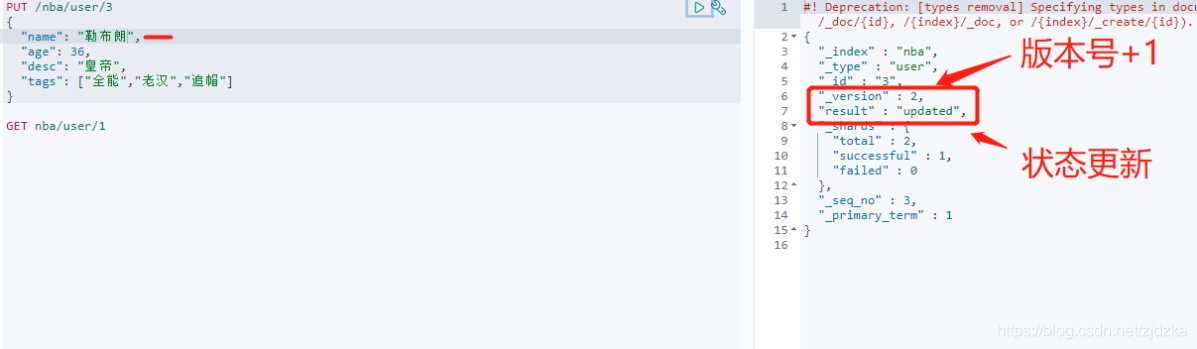 PUT /nba/user/3
{
  "name": "勒布朗",
  "age": 36,
  "desc": "皇帝",
  "tags": ["全能","老汉","追帽"]
}
GET nba/user/1
1 #! Deprecation: [types removal] Specifying types in docu
/_doc/{id}, /{index}/_doc, or /{index}/_create/{id}).
2 {
3 "_index" : "nba",
4 "_type" : "user",
5 "_id" : "3",
6 "_version" : 2,
7 "result" : "updated",
8 "_shards" : {
9 "total" : 2,
10 "successful" : 1,
11 "failed" : 0
12 },
13 "_seq_no" : 3,
14 "_primary_term" : 1
15 }
16
版本号+1
状态更新
https://blog.csdn.net/zjdzka